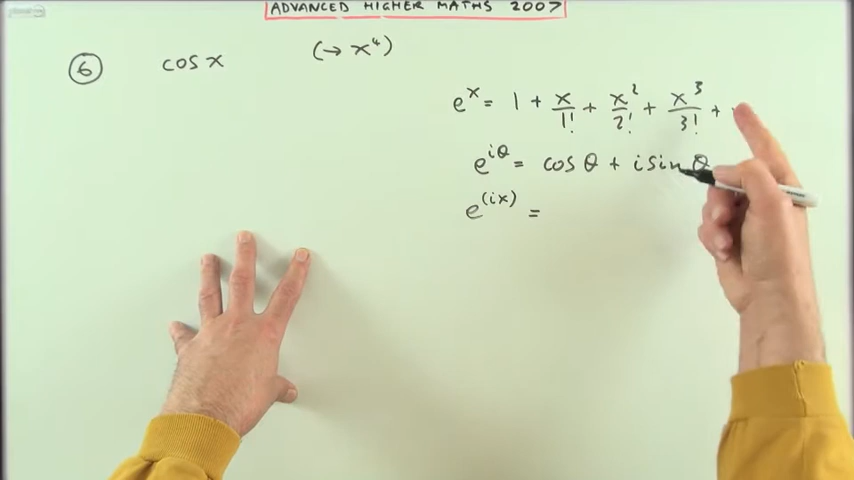 ADVANCED HIGHER MATHS 2007
⑥ cos x (→ x⁴)
eˣ = 1 + x/1! + x²/2! + x³/3! +
e^(iθ) = cos θ + i sin θ
e^(ix) =